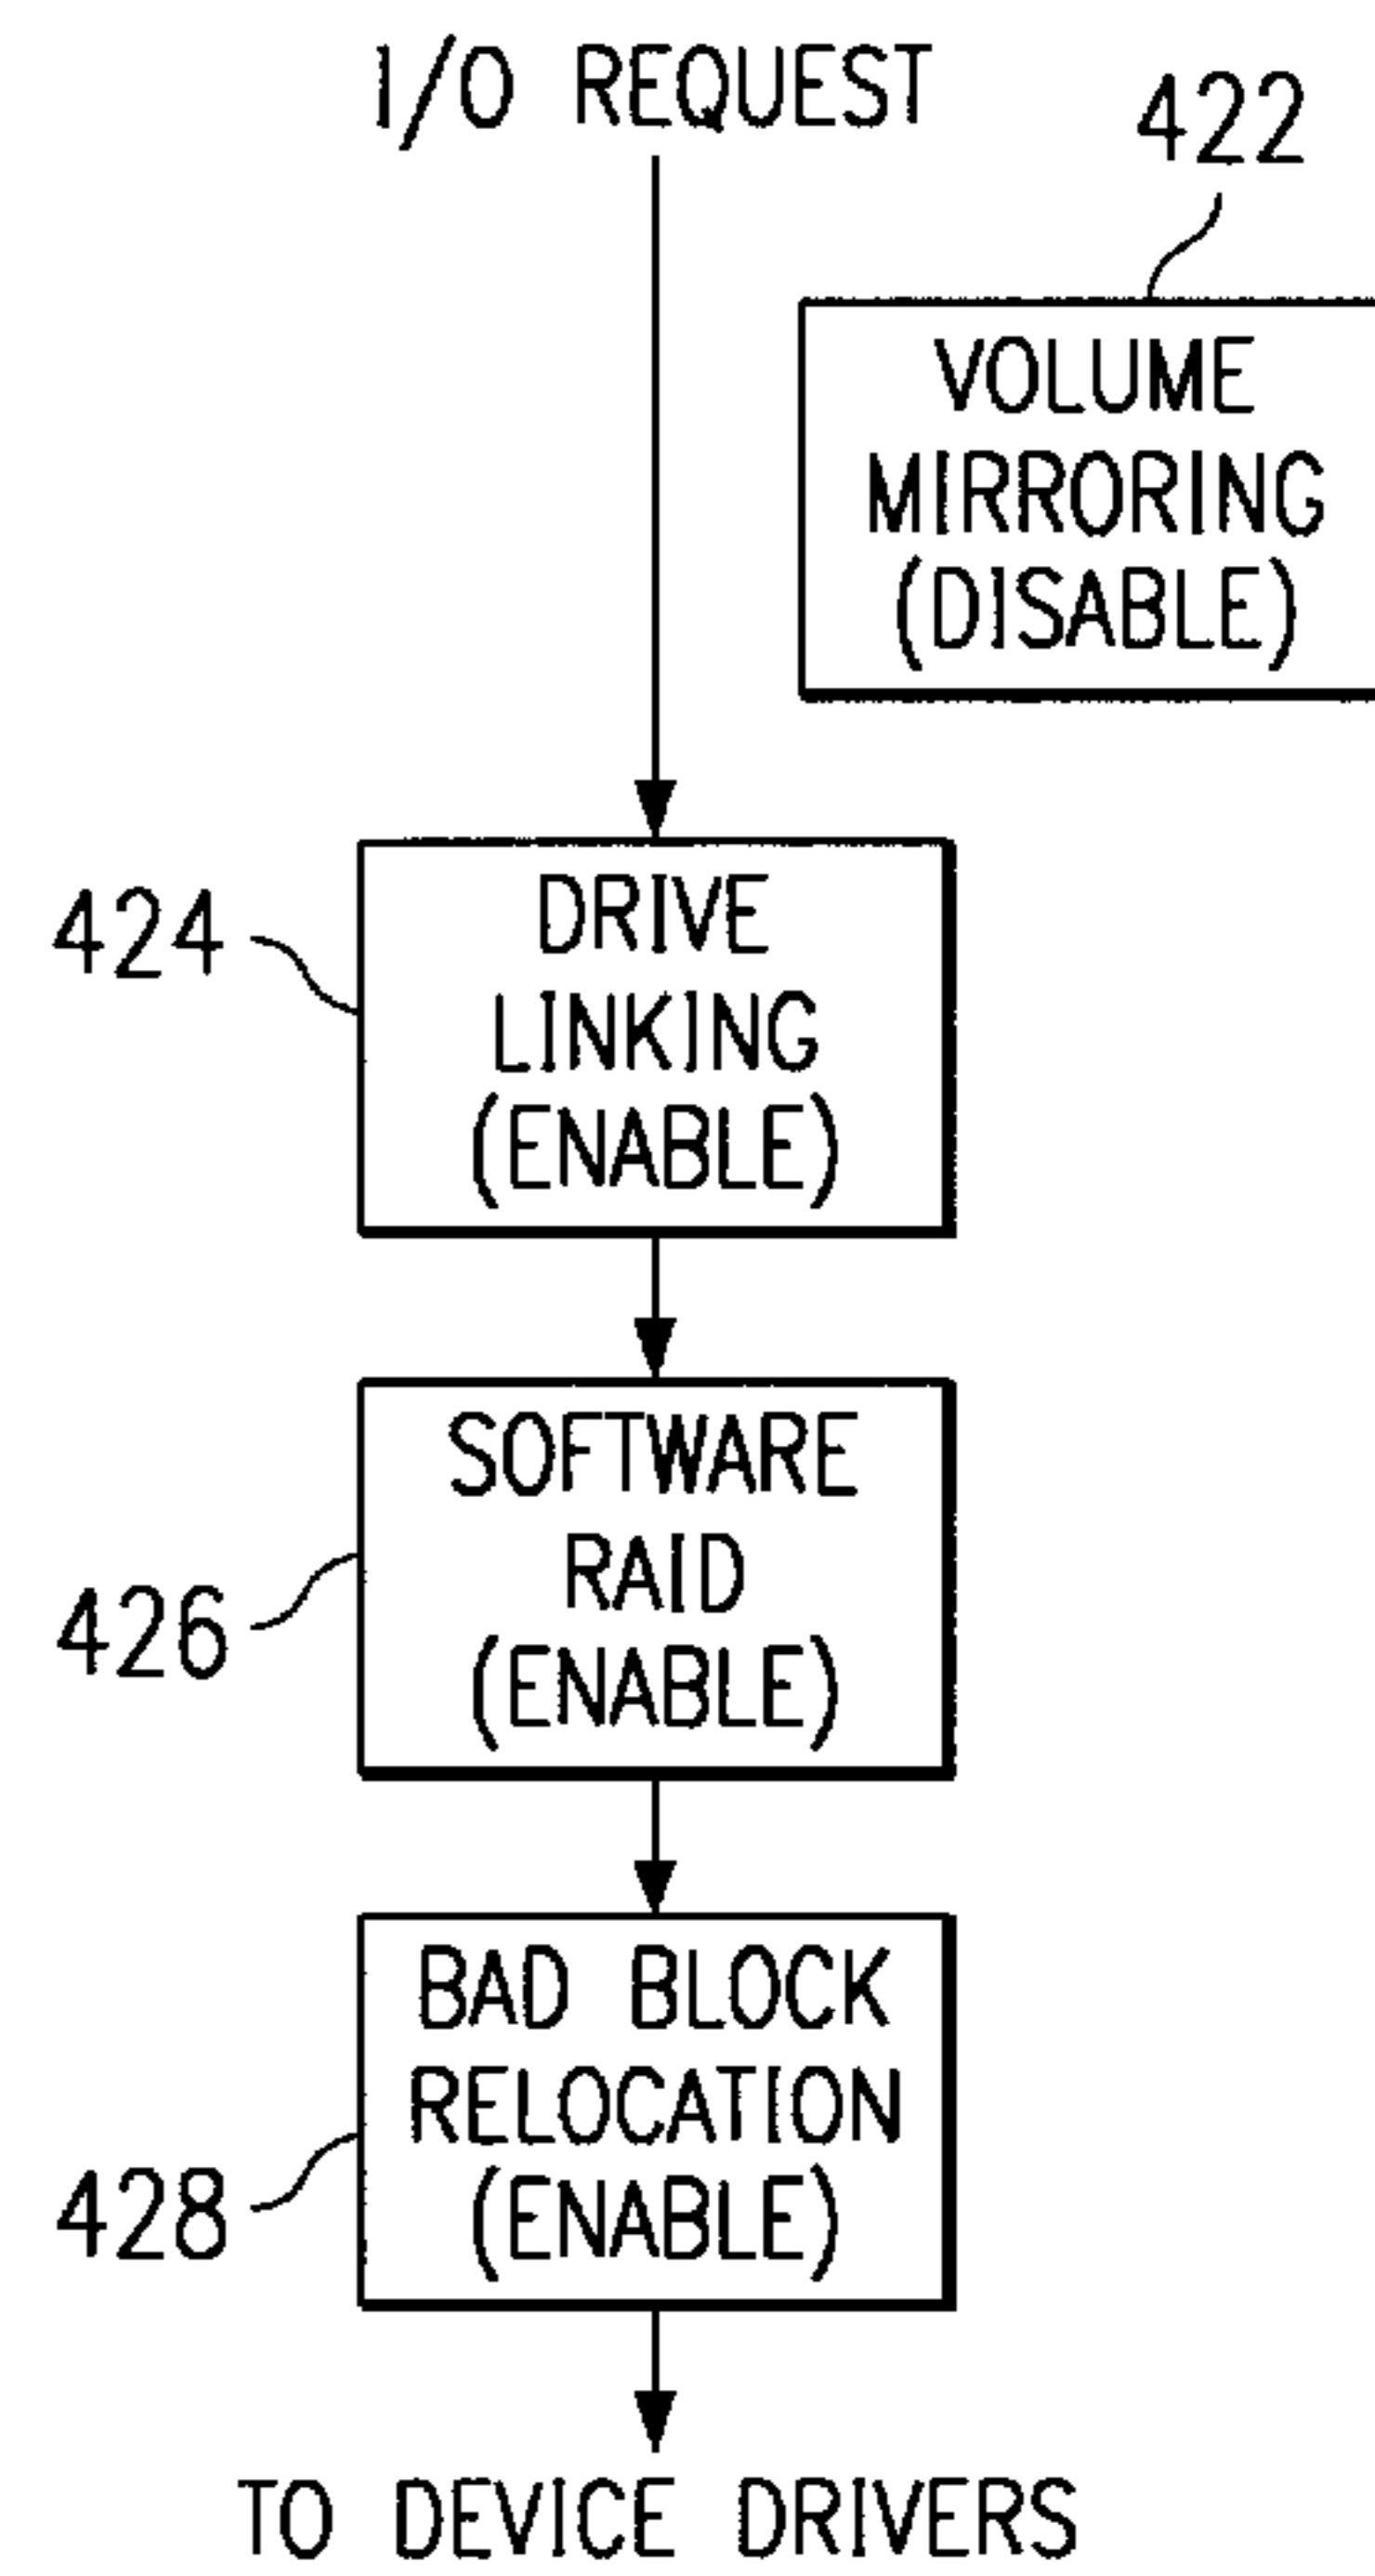 I/O REQUEST
422
VOLUME
MIRRORING
(DISABLE)
424
DRIVE
LINKING
(ENABLE)
SOFTWARE
RAID
(ENABLE)
426
BAD BLOCK
RELOCATION
(ENABLE)
428
TO DEVICE DRIVERS